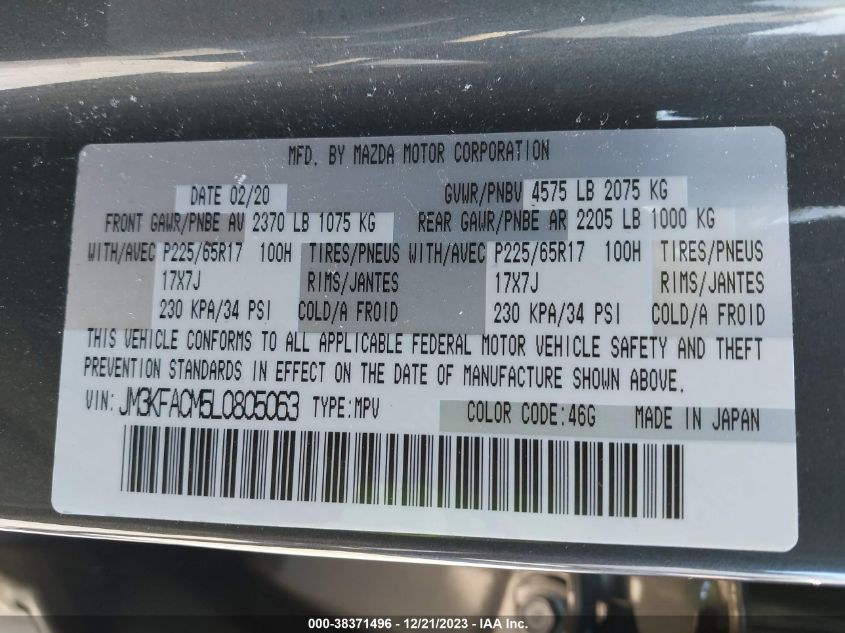 MFD. BY MAZDA MOTOR CORPORATION
DATE 02/20 GVWR/PNBV 4575 LB 2075 KG
FRONT GAWR/PNBE AV 2370 LB 1075 KG REAR GAWR/PNBE AR 2205 LB 1000 KG
WITH/AVEC P225/65R17 100H TIRES/PNEUS WITH/AVEC P225/65R17 100H TIRES/PNEUS
17X7J RIMS/JANTES 17X7J RIMS/JANTES
230 KPA/34 PSI COLD/A FROID 230 KPA/34 PSI COLD/A FROID
THIS VEHICLE CONFORMS TO ALL APPLICABLE FEDERAL MOTOR VEHICLE SAFETY AND THEFT
PREVENTION STANDARDS IN EFFECT ON THE DATE OF MANUFACTURE SHOWN ABOVE.
VIN: JM3KFACM5L0805063 TYPE:MPV COLOR CODE:46G MADE IN JAPAN
000-38371496 - 12/21/2023 - IAA Inc.